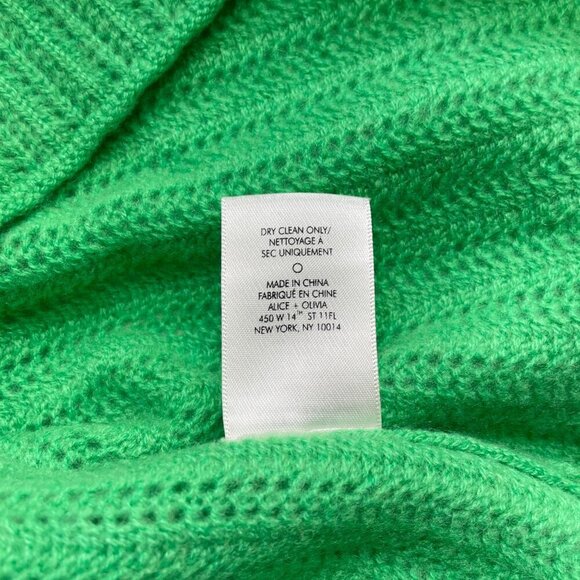 DRY CLEAN ONLY/
NETTOYAGE A
SEC UNIQUEMENT
MADE IN CHINA
FABRIQUÉ EN CHINE
ALICE + OLIVIA
450 W 14TH ST 11FL
NEW YORK, NY 10014